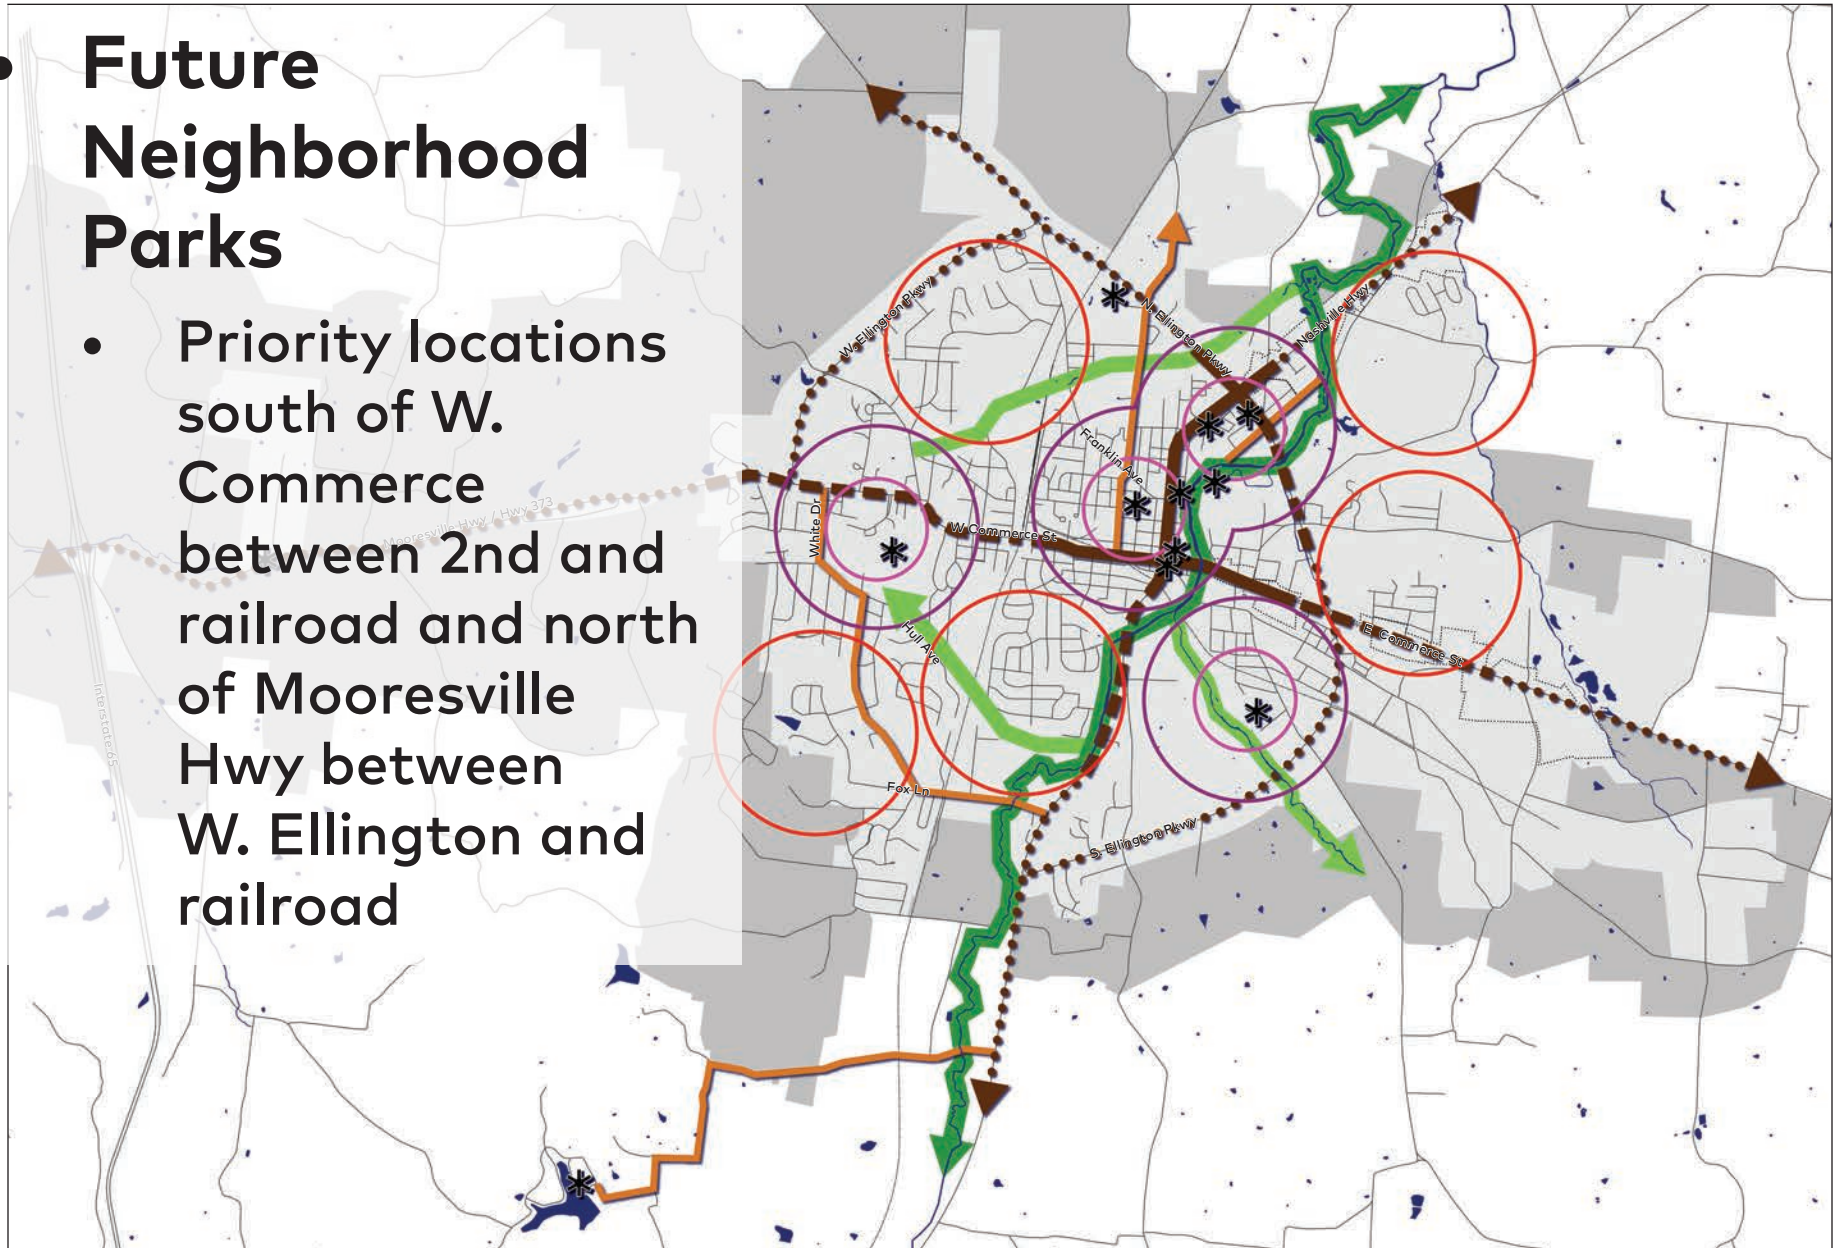 • Future
Neighborhood
Parks
• Priority locations
south of W.
Commerce
between 2nd and
railroad and north
of Mooresville
Hwy between
W. Ellington and
railroad
W. Ellington Pkwy
N. Ellington Pkwy
Nashville Hwy
Franklin Ave
Mooresville Hwy / Hwy 373
White Dr
W Commerce St
Hull Ave
E. Commerce St
Interstate 65
Fox Ln
S. Ellington Pkwy